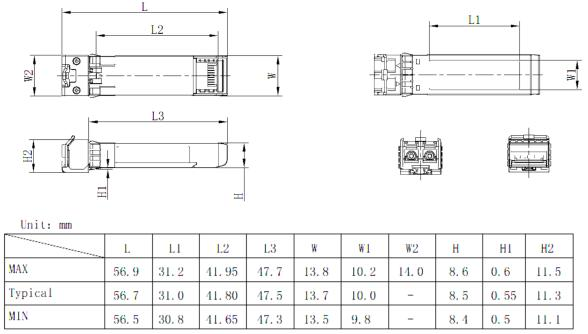 L
L2
L1
W2
W
W1
L3
H2
H1
H
Unit: mm
L L1 L2 L3 W W1 W2 H H1 H2
MAX 56.9 31.2 41.95 47.7 13.8 10.2 14.0 8.6 0.6 11.5
Typical 56.7 31.0 41.80 47.5 13.7 10.0 - 8.5 0.55 11.3
MIN 56.5 30.8 41.65 47.3 13.5 9.8 - 8.4 0.5 11.1